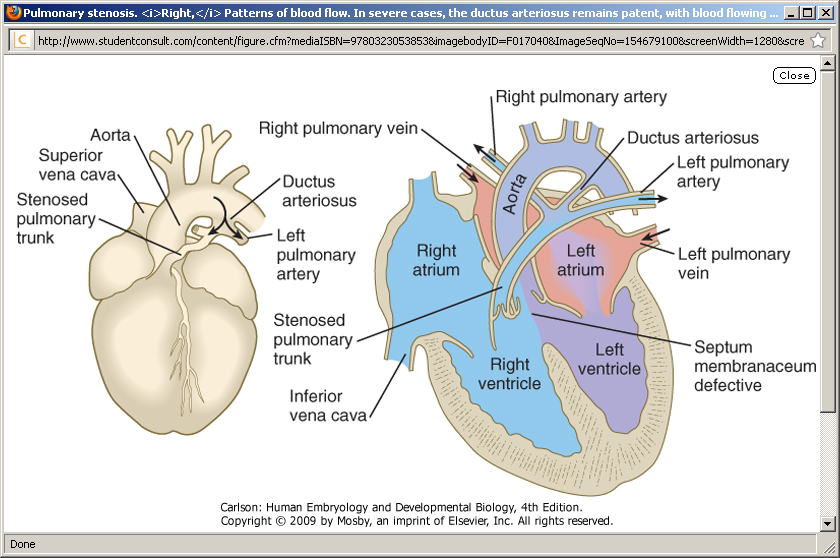 Pulmonary stenosis. <i>Right,</i> Patterns of blood flow. In severe cases, the ductus arteriosus remains patent, with blood flowing ...
http://www.studentconsult.com/content/figure.cfm?mediaISBN=9780323053853&imagebodyID=F017040&ImageSeqNo=154679100&screenWidth=1280&scre
Close
Aorta
Superior
vena cava
Stenosed
pulmonary
trunk
Ductus
arteriosus
Left
pulmonary
artery
Right pulmonary artery
Right pulmonary vein
Ductus arteriosus
Left pulmonary
artery
Aorta
Right
atrium
Left
atrium
Left pulmonary
vein
Stenosed
pulmonary
trunk
Right
ventricle
Left
ventricle
Septum
membranaceum
defective
Inferior
vena cava
Carlson: Human Embryology and Developmental Biology, 4th Edition.
Copyright © 2009 by Mosby, an imprint of Elsevier, Inc. All rights reserved.
Done